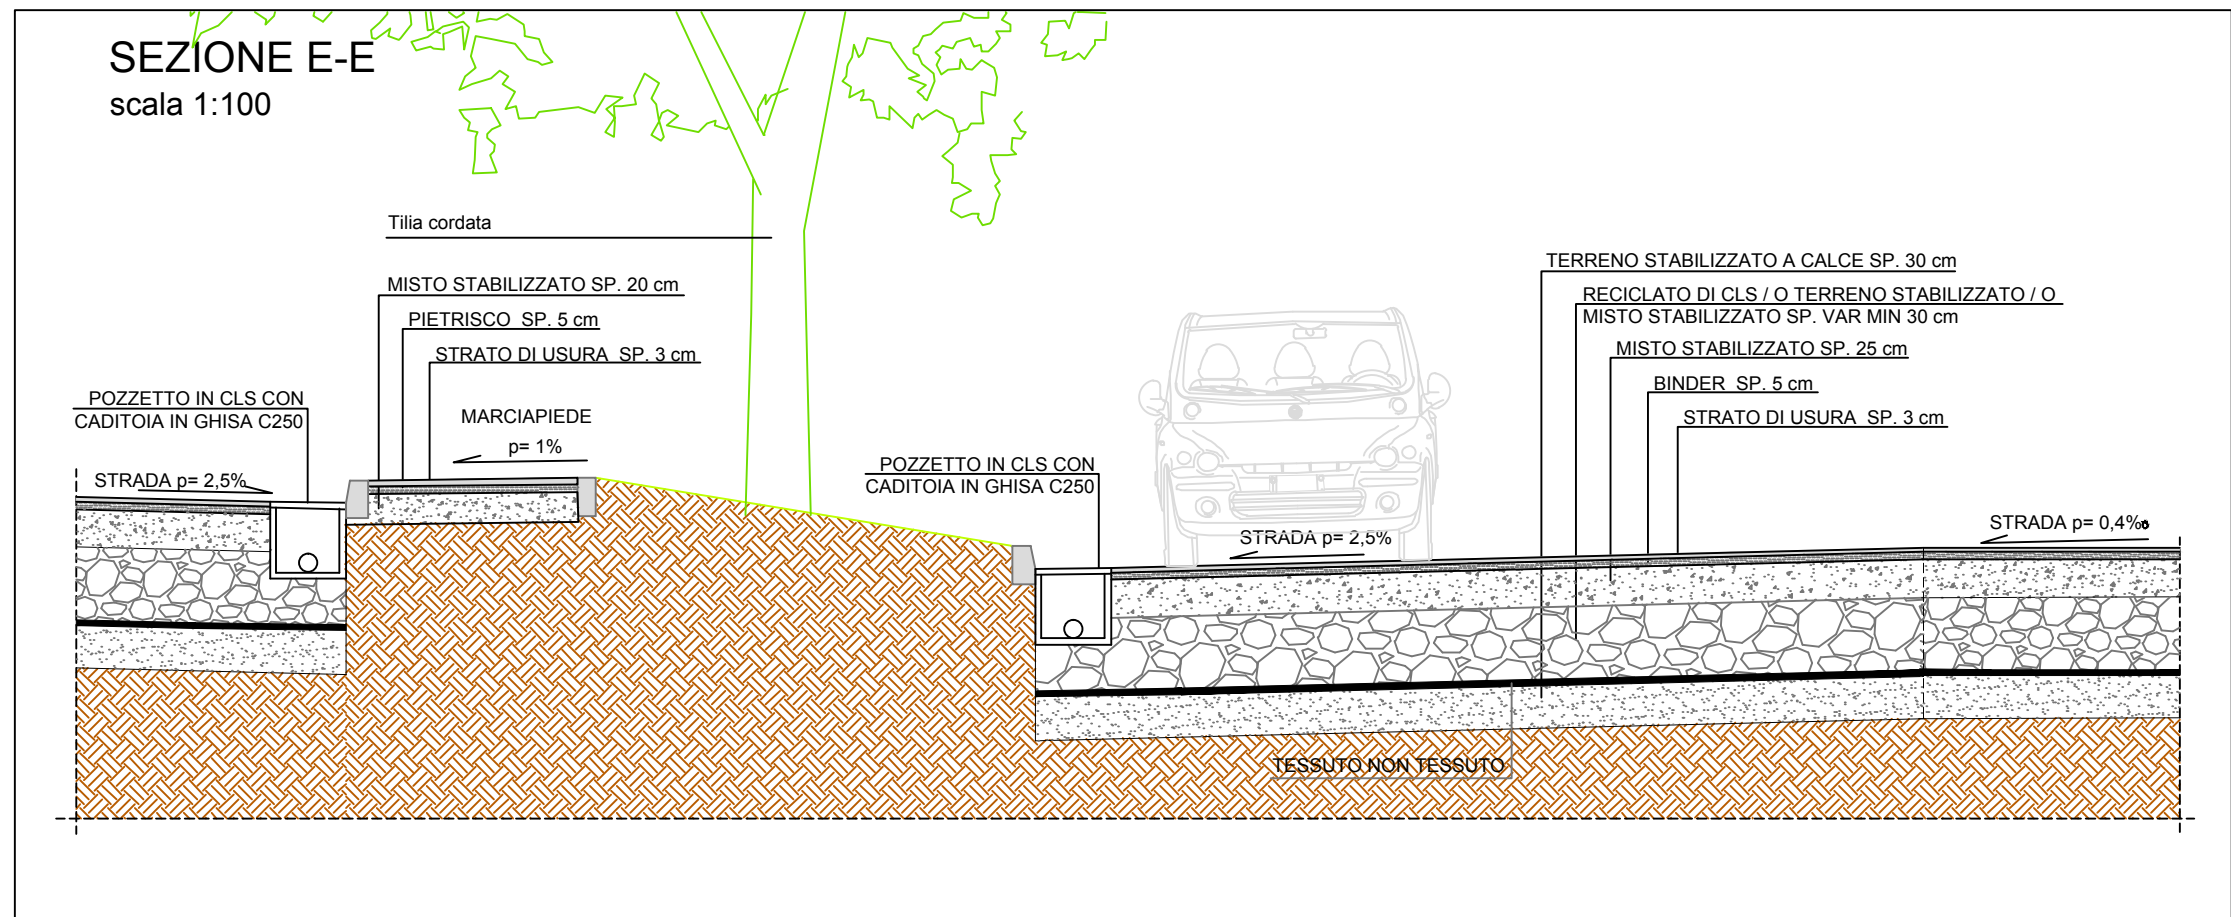 SEZIONE E-E
scala 1:100
Tilia cordata
MISTO STABILIZZATO SP. 20 cm
PIETRISCO SP. 5 cm
STRATO DI USURA SP. 3 cm
POZZETTO IN CLS CON
CADITOIA IN GHISA C250
MARCIAPIEDE
p= 1%
STRADA p= 2,5%
POZZETTO IN CLS CON
CADITOIA IN GHISA C250
TERRENO STABILIZZATO A CALCE SP. 30 cm
RECICLATO DI CLS / O TERRENO STABILIZZATO / O
MISTO STABILIZZATO SP. VAR MIN 30 cm
MISTO STABILIZZATO SP. 25 cm
BINDER SP. 5 cm
STRATO DI USURA SP. 3 cm
STRADA p= 2,5%
STRADA p= 0,4%
TESSUTO NON TESSUTO